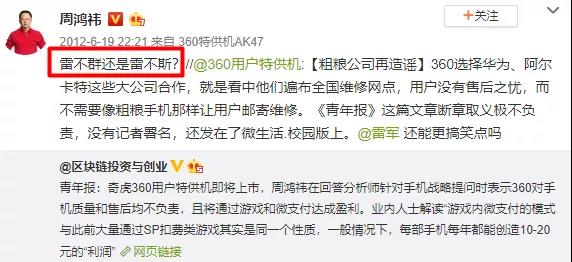 周鸿祎
+关注
2012-6-19 22:21 来自 360特供机AK47
雷不群还是雷不斯?//@360用户特供机:【粗粮公司再造谣】360选择华为、阿尔
卡特这些大公司合作，就是看中他们遍布全国维修网点，用户没有售后之忧，而
不需要像粗粮手机那样让用户邮寄维修。《青年报》这篇文章断章取义极不负
责，没有记者署名，还发在了微生活.校园版上。@雷军 还能更搞笑点吗
@区块链投资与创业
青年报：奇虎360用户特供机即将上市，周鸿祎在回答分析师针对手机战略提问时表示360对手
机质量和售后均不负责，且将通过游戏和微支付达成盈利。业内人士解读“游戏内微支付的模式
与此前大量通过SP扣费类游戏其实是同一个性质，一般情况下，每部手机每年都能创造10-20
元的“利润” 网页链接